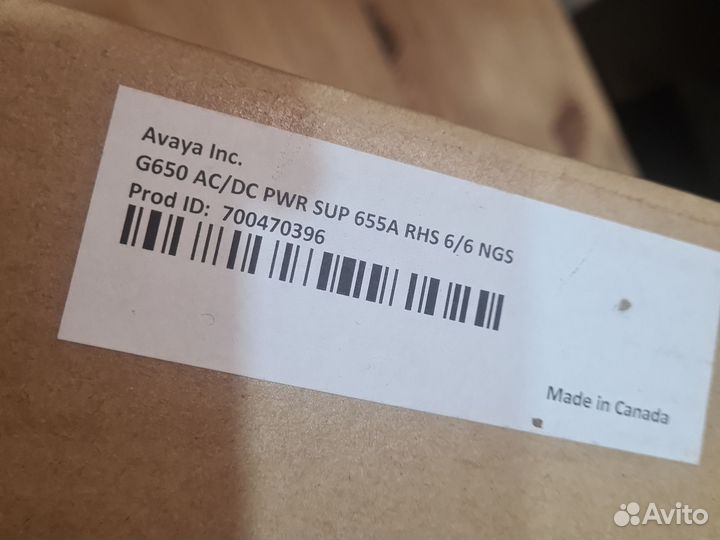 Avaya Inc.
G650 AC/DC PWR SUP 655A RHS 6/6 NGS
Prod ID: 700470396
Made in Canada
Avito